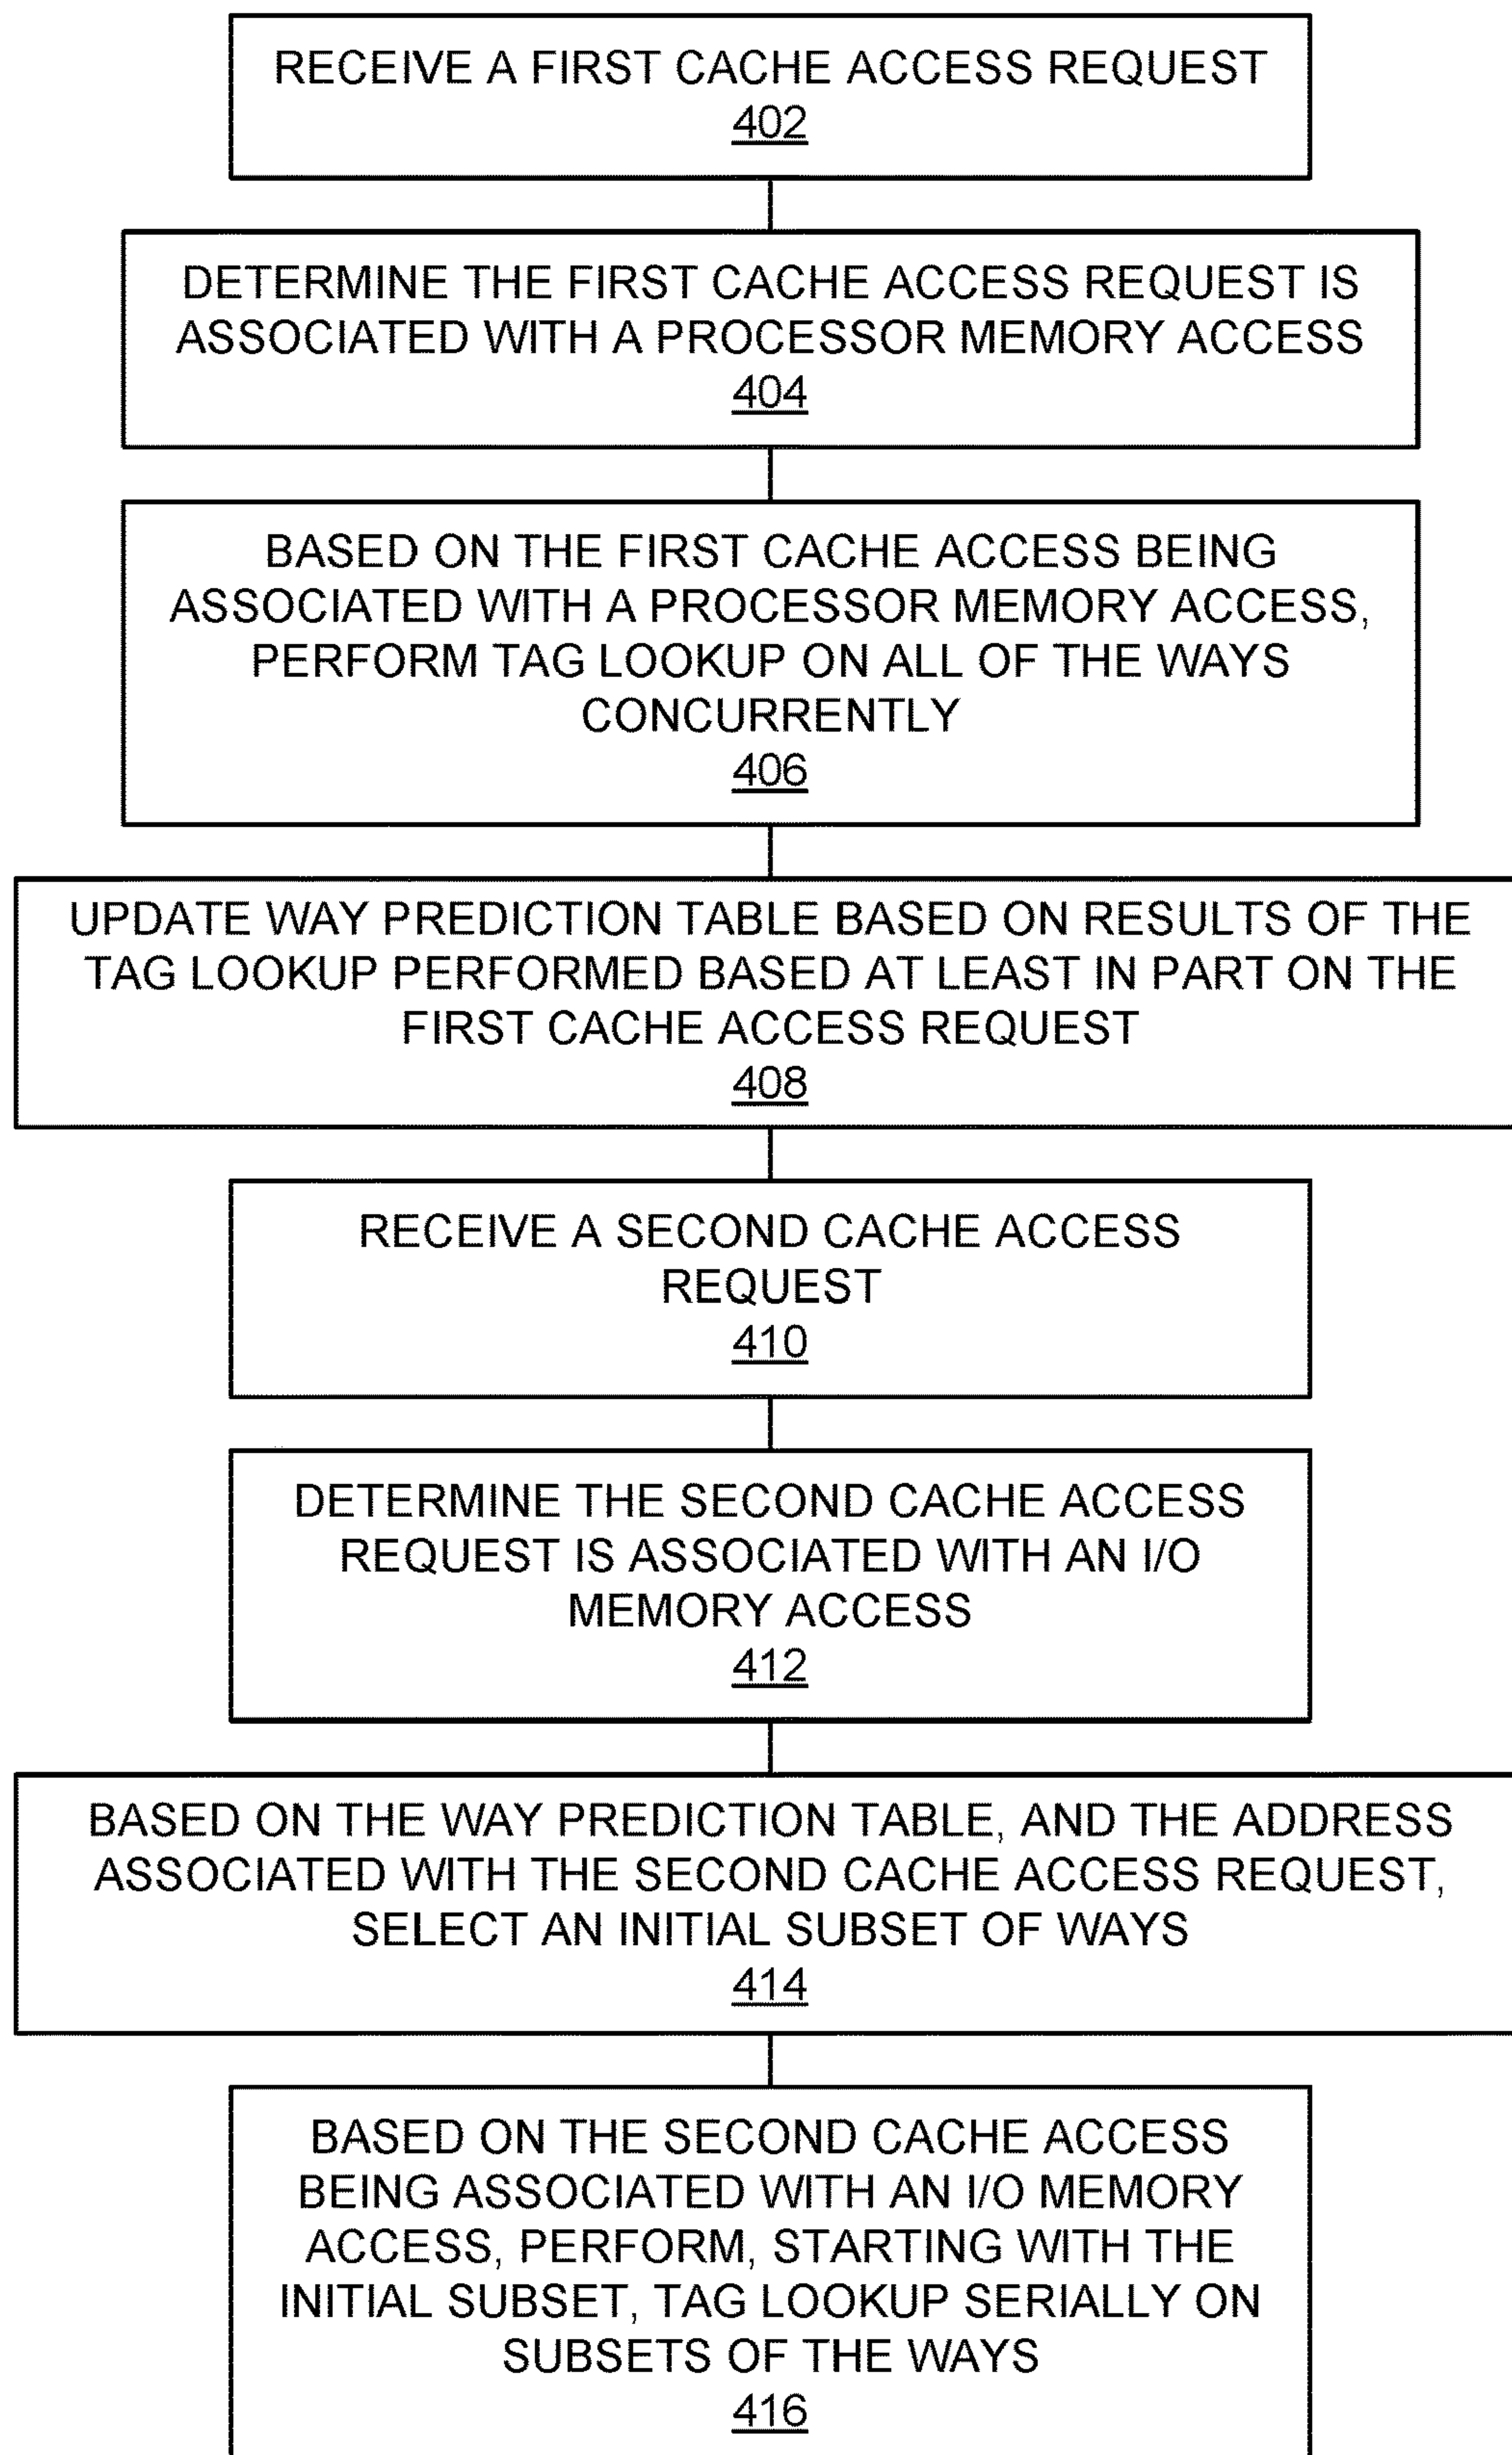 RECEIVE A FIRST CACHE ACCESS REQUEST
402
DETERMINE THE FIRST CACHE ACCESS REQUEST IS
ASSOCIATED WITH A PROCESSOR MEMORY ACCESS
404
BASED ON THE FIRST CACHE ACCESS BEING
ASSOCIATED WITH A PROCESSOR MEMORY ACCESS,
PERFORM TAG LOOKUP ON ALL OF THE WAYS
CONCURRENTLY
406
UPDATE WAY PREDICTION TABLE BASED ON RESULTS OF THE
TAG LOOKUP PERFORMED BASED AT LEAST IN PART ON THE
FIRST CACHE ACCESS REQUEST
408
RECEIVE A SECOND CACHE ACCESS
REQUEST
410
DETERMINE THE SECOND CACHE ACCESS
REQUEST IS ASSOCIATED WITH AN I/O
MEMORY ACCESS
412
BASED ON THE WAY PREDICTION TABLE, AND THE ADDRESS
ASSOCIATED WITH THE SECOND CACHE ACCESS REQUEST,
SELECT AN INITIAL SUBSET OF WAYS
414
BASED ON THE SECOND CACHE ACCESS
BEING ASSOCIATED WITH AN I/O MEMORY
ACCESS, PERFORM, STARTING WITH THE
INITIAL SUBSET, TAG LOOKUP SERIALLY ON
SUBSETS OF THE WAYS
416